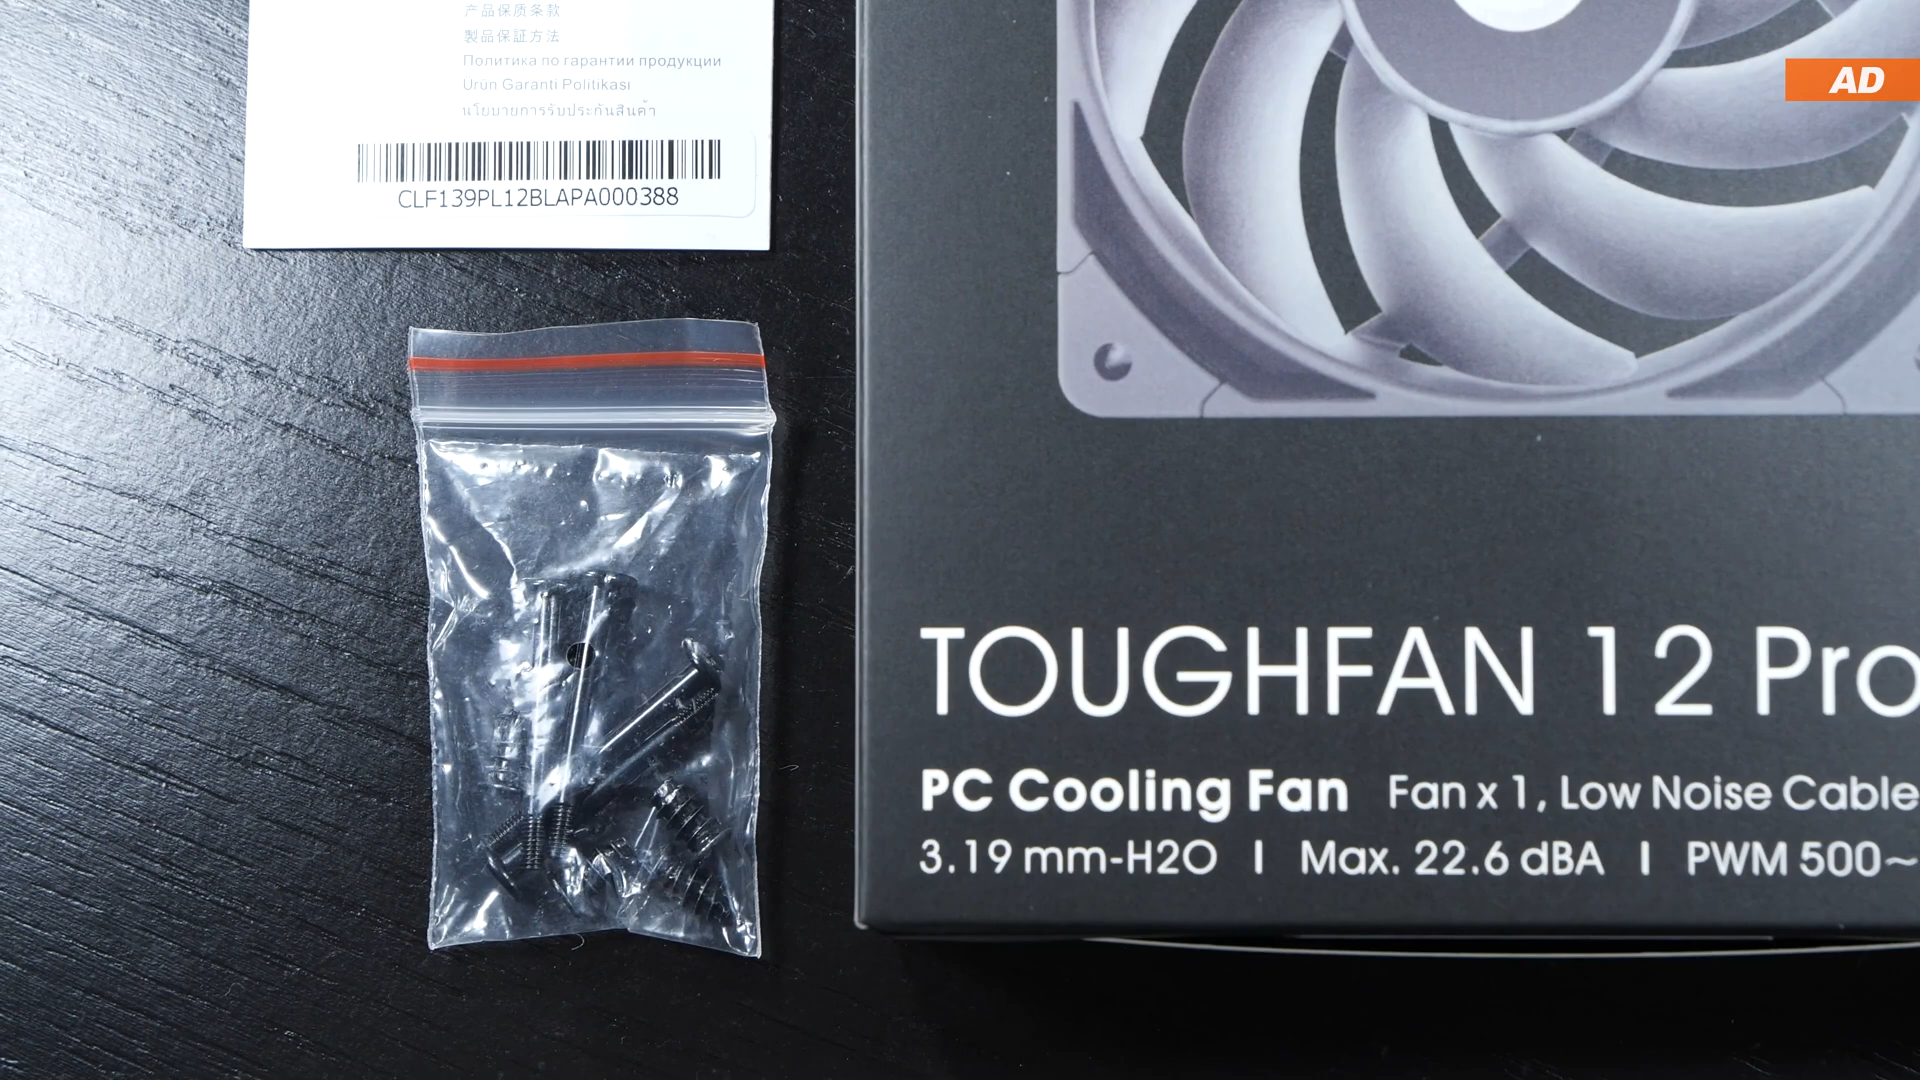 产品保质条款
製品保証方法
Политика по гарантии продукции
Ürün Garanti Politikası
นโยบายการรับประกันสินค้า
CLF139PL12BLAPA000388
AD
TOUGHFAN 12 Pro
PC Cooling Fan Fan x 1, Low Noise Cable
3.19 mm-H2O | Max. 22.6 dBA | PWM 500~